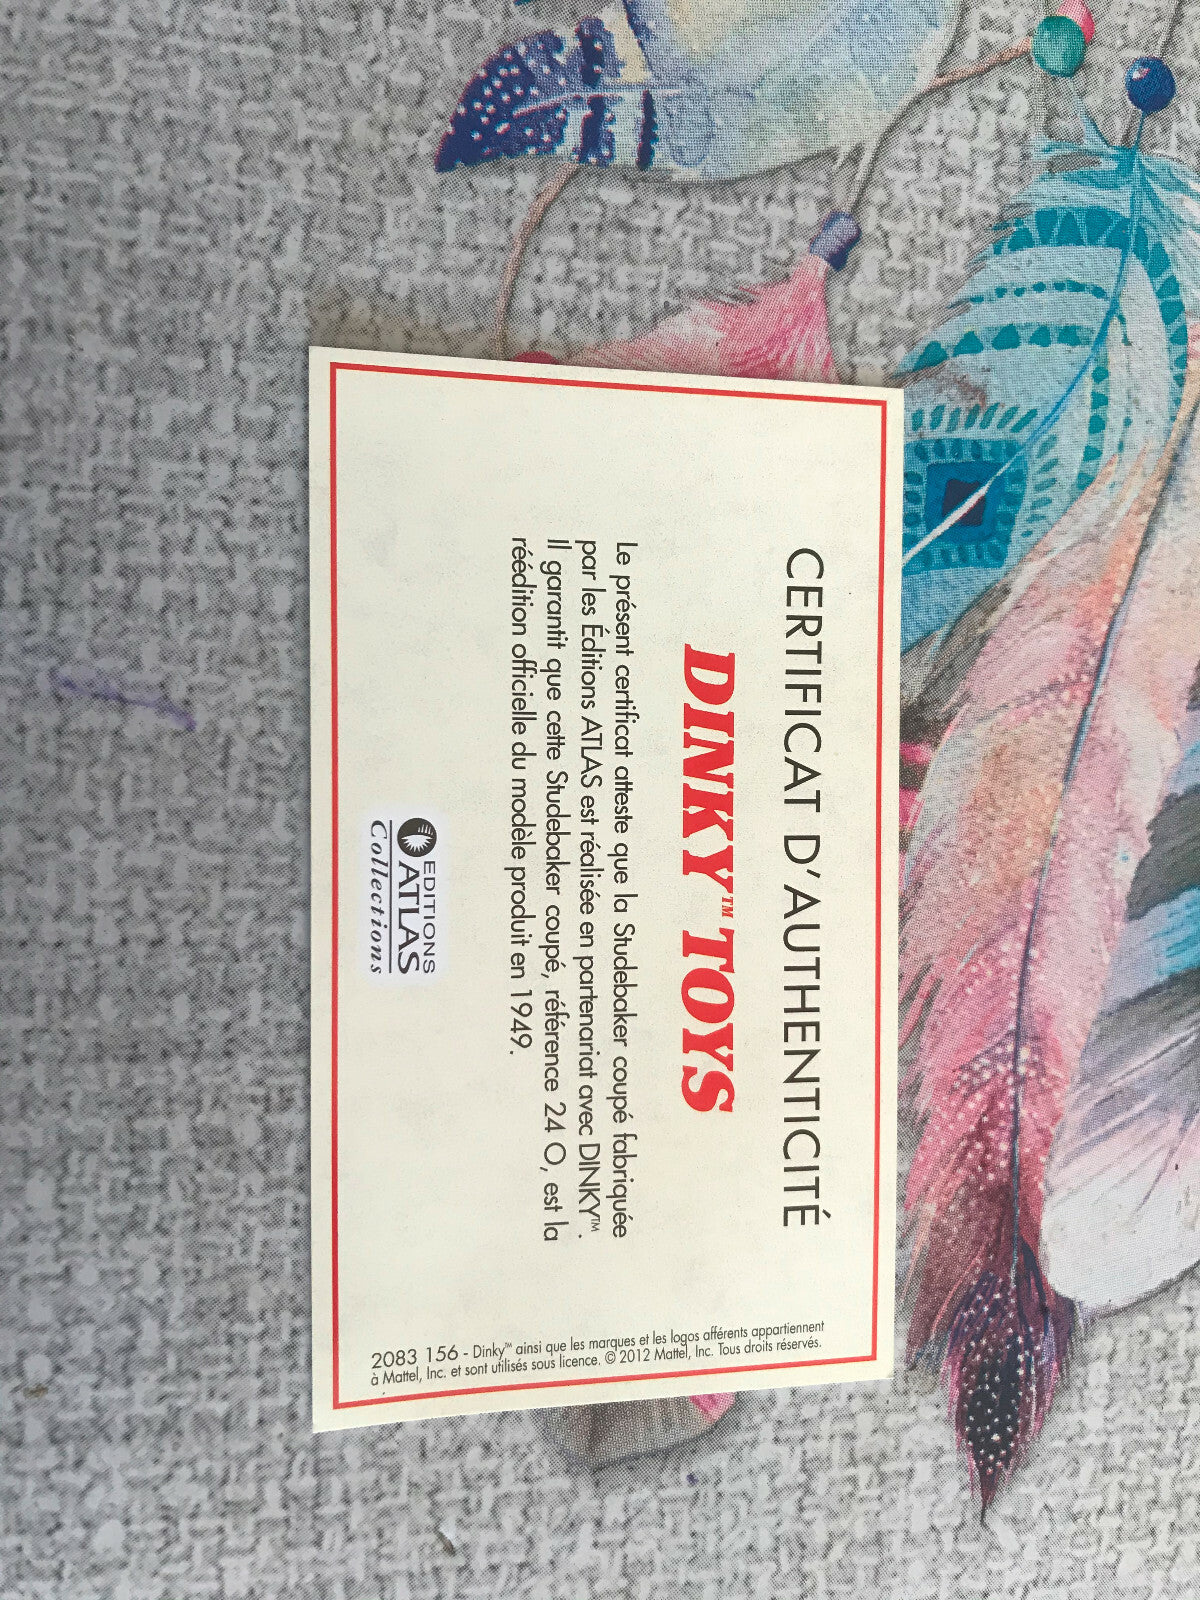 CERTIFICAT D'AUTHENTICITÉ
DINKY™ TOYS
Le présent certificat atteste que la Studebaker coupé fabriquée
par les Éditions ATLAS est réalisée en partenariat avec DINKY™.
Il garantit que cette Studebaker coupé, référence 24 O, est la
réédition officielle du modèle produit en 1949.
EDITIONS
ATLAS
Collections
2083 156 - Dinky™ ainsi que les marques et les logos afférents appartiennent
à Mattel, Inc. et sont utilisés sous licence. © 2012 Mattel, Inc. Tous droits réservés.